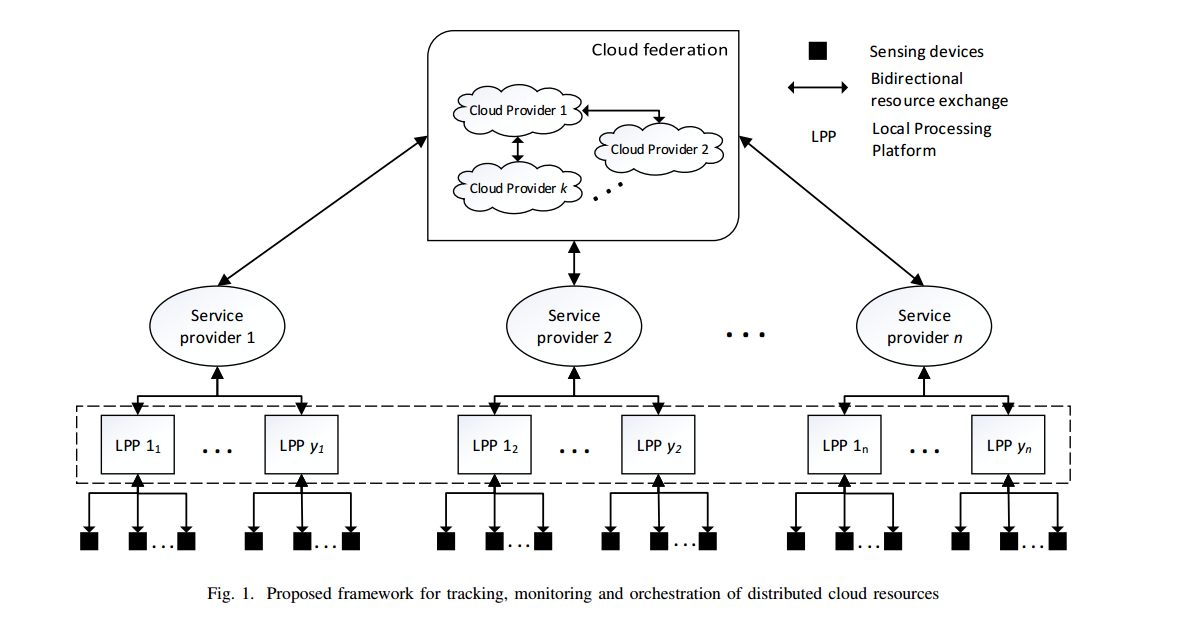 Cloud federation
Cloud Provider 1
Cloud Provider 2
Cloud Provider k
...
Sensing devices
Bidirectional
resource exchange
LPP
Local Processing
Platform
Service
provider 1
Service
provider 2
...
Service
provider n
LPP 1₁
...
LPP y₁
LPP 1₂
...
LPP y₂
LPP 1ₙ
...
LPP yₙ
...
...
...
...
...
...
Fig. 1. Proposed framework for tracking, monitoring and orchestration of distributed cloud resources